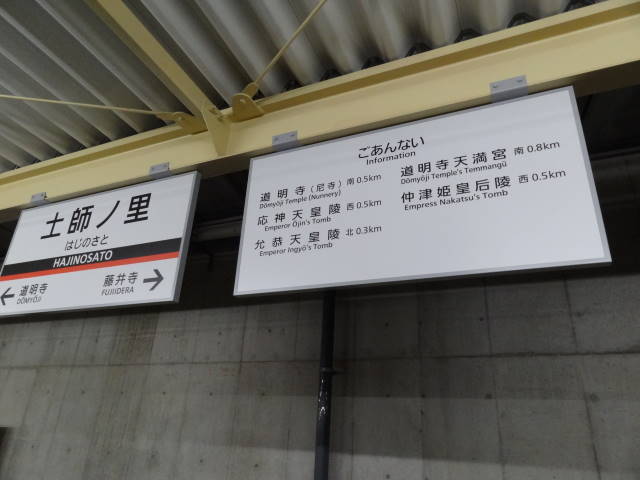 土師ノ里
はじのさと
HAJINOSATO
← 道明寺
DŌMYŌJI
藤井寺 →
FUJIIDERA
ごあんない
Information
道明寺(尼寺) 南 0.5km
Dōmyōji Temple (Nunnery)
応神天皇陵 西 0.5km
Emperor Ōjin's Tomb
允恭天皇陵 北 0.3km
Emperor Ingyō's Tomb
道明寺天満宮 南 0.8km
Dōmyōji Temple's Temmangū
仲津姫皇后陵 西 0.5km
Empress Nakatsu's Tomb